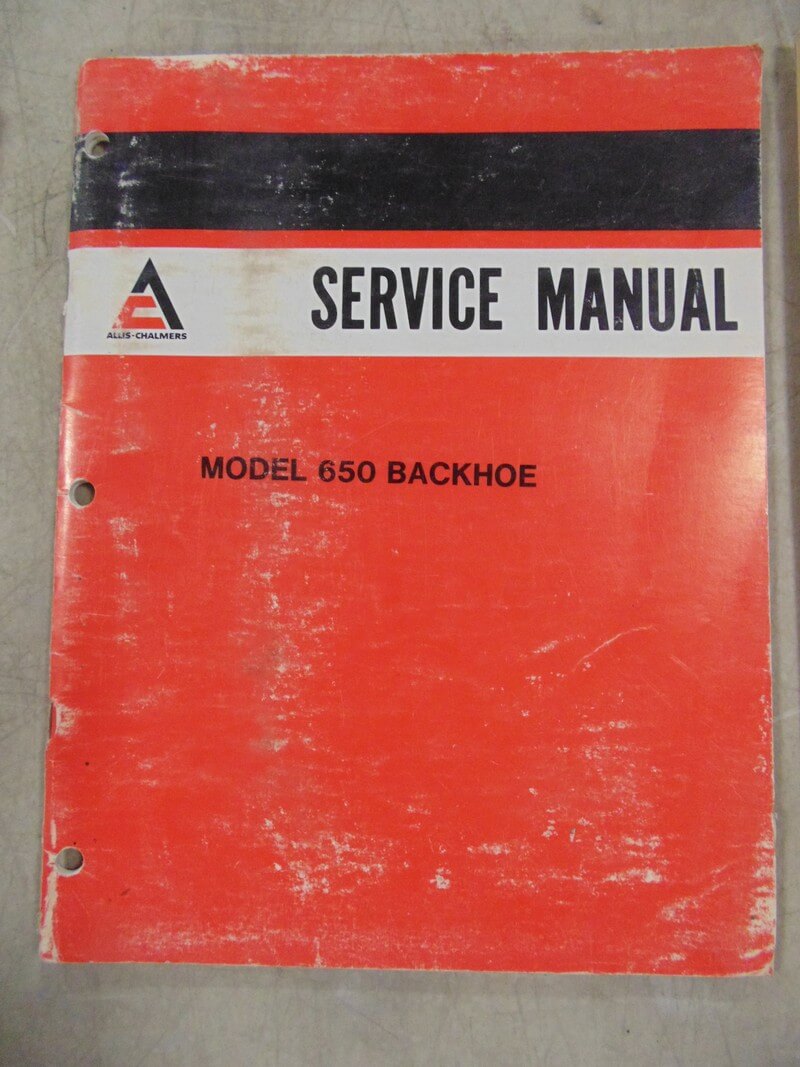 SERVICE MANUAL
ALLIS-CHALMERS
MODEL 650 BACKHOE